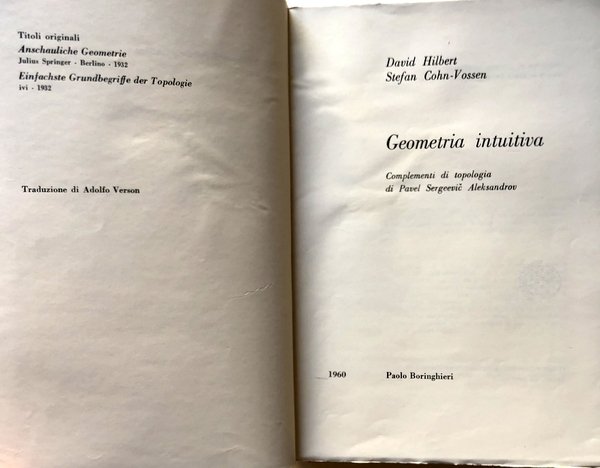 Titoli originali
Anschauliche Geometrie
Julius Springer - Berlino - 1932
Einfachste Grundbegriffe der Topologie
ivi - 1932
Traduzione di Adolfo Verson
David Hilbert
Stefan Cohn-Vossen
Geometria intuitiva
Complementi di topologia
di Pavel Sergeevič Aleksandrov
1960 Paolo Boringhieri